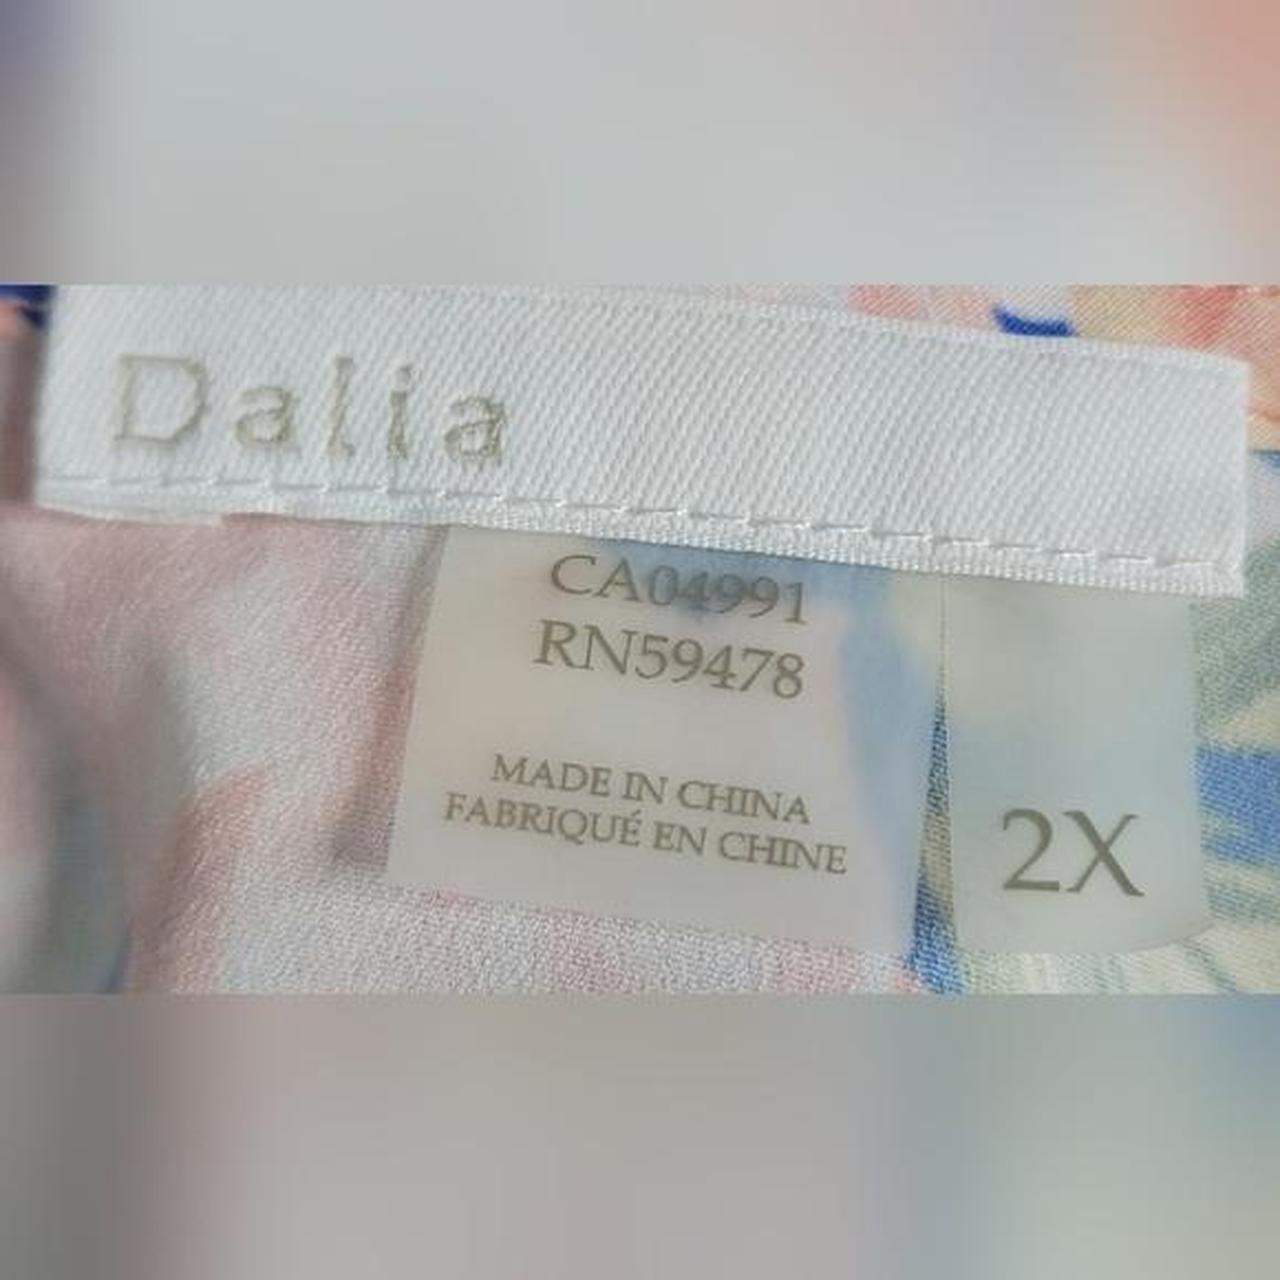 Dalia
CA04991
RN59478
MADE IN CHINA
FABRIQUÉ EN CHINE
2X